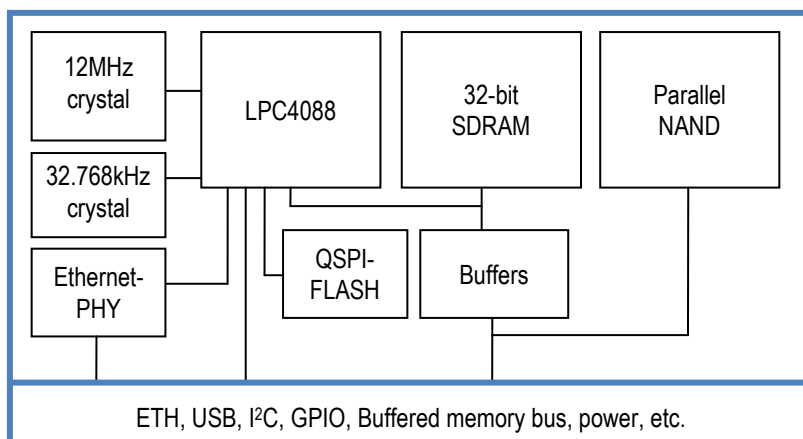 12MHz
crystal
LPC4088
32-bit
SDRAM
Parallel
NAND
32.768kHz
crystal
Ethernet-
PHY
QSPI-
FLASH
Buffers
ETH, USB, I²C, GPIO, Buffered memory bus, power, etc.